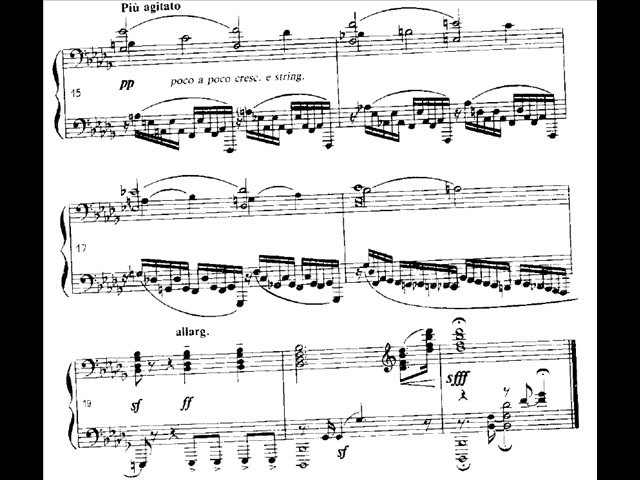 Più agitato
15
pp poco a poco cresc. e string.
17
allarg.
19
sf ff
sfff
sf